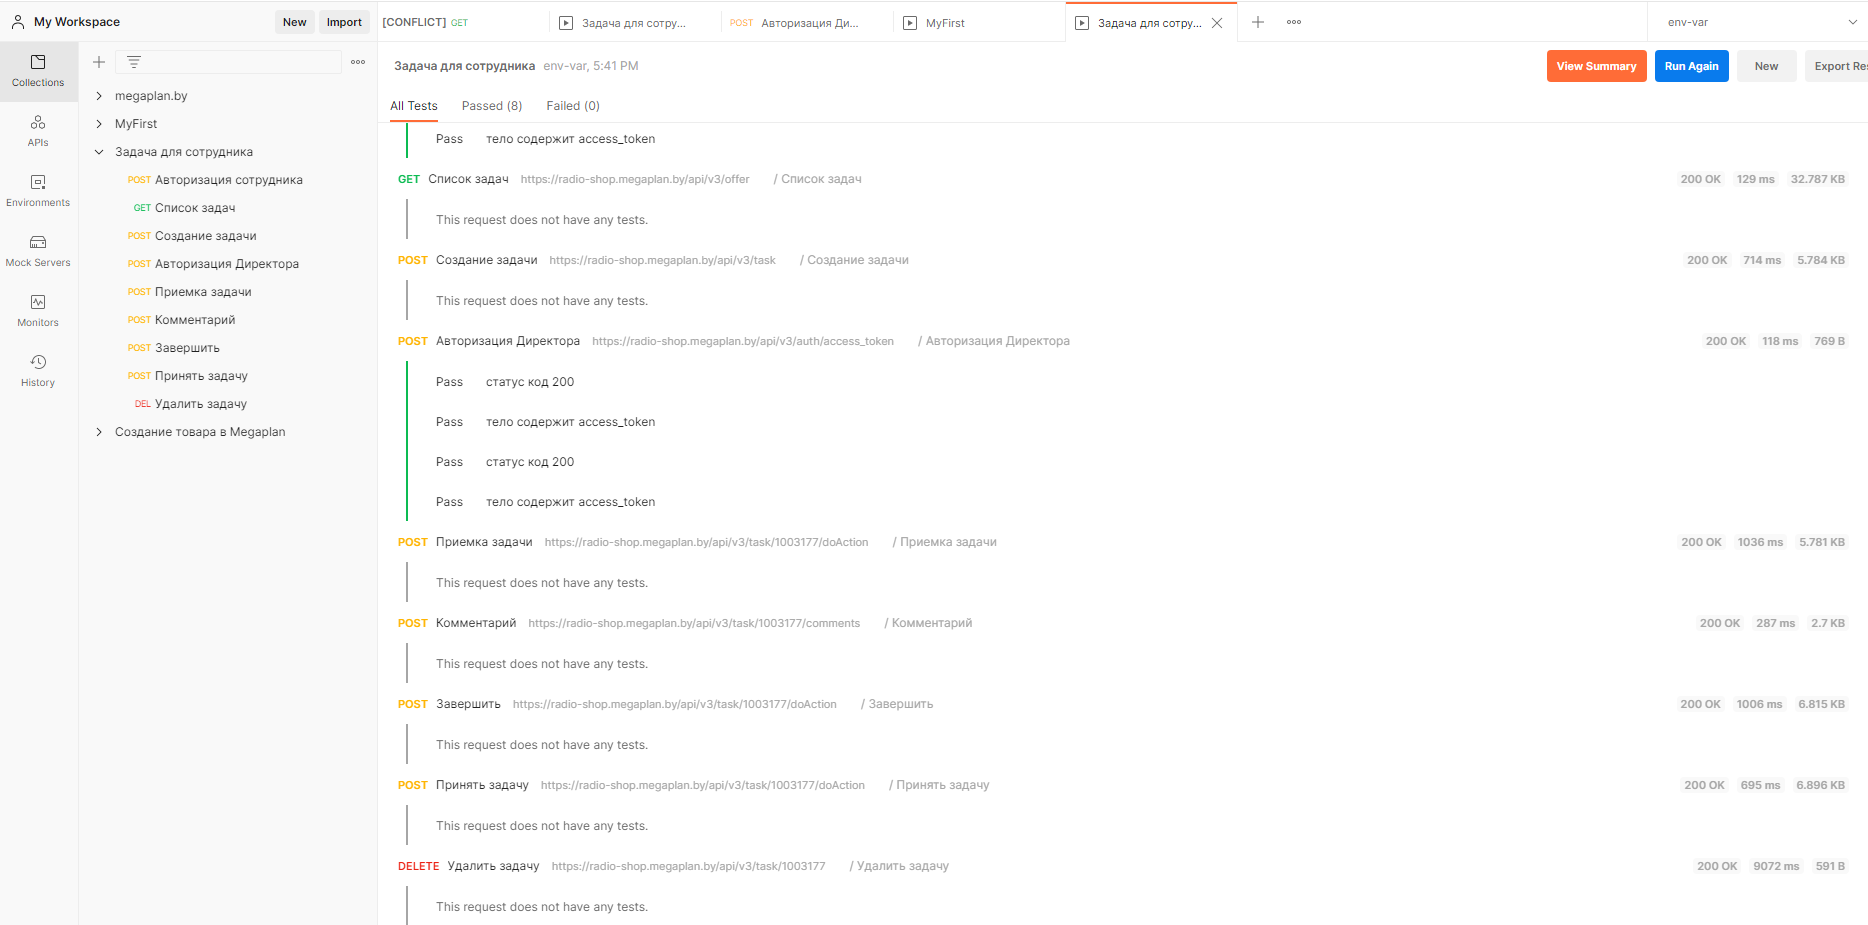 My Workspace
New
Import
[CONFLICT] GET
Задача для сотру...
POST Авторизация Ди...
MyFirst
Задача для сотру...
env-var
Collections
APIs
Environments
Mock Servers
Monitors
History
megaplan.by
MyFirst
Задача для сотрудника
POST Авторизация сотрудника
GET Список задач
POST Создание задачи
POST Авторизация Директора
POST Приемка задачи
POST Комментарий
POST Завершить
POST Принять задачу
DEL Удалить задачу
Создание товара в Megaplan
Задача для сотрудника env-var, 5:41 PM
View Summary
Run Again
New
Export Res
All Tests
Passed (8)
Failed (0)
Pass тело содержит access_token
GET Список задач https://radio-shop.megaplan.by/api/v3/offer / Список задач 200 OK 129 ms 32.787 KB
This request does not have any tests.
POST Создание задачи https://radio-shop.megaplan.by/api/v3/task / Создание задачи 200 OK 714 ms 5.784 KB
This request does not have any tests.
POST Авторизация Директора https://radio-shop.megaplan.by/api/v3/auth/access_token / Авторизация Директора 200 OK 118 ms 769 B
Pass статус код 200
Pass тело содержит access_token
Pass статус код 200
Pass тело содержит access_token
POST Приемка задачи https://radio-shop.megaplan.by/api/v3/task/1003177/doAction / Приемка задачи 200 OK 1036 ms 5.781 KB
This request does not have any tests.
POST Комментарий https://radio-shop.megaplan.by/api/v3/task/1003177/comments / Комментарий 200 OK 287 ms 2.7 KB
This request does not have any tests.
POST Завершить https://radio-shop.megaplan.by/api/v3/task/1003177/doAction / Завершить 200 OK 1006 ms 6.815 KB
This request does not have any tests.
POST Принять задачу https://radio-shop.megaplan.by/api/v3/task/1003177/doAction / Принять задачу 200 OK 695 ms 6.896 KB
This request does not have any tests.
DELETE Удалить задачу https://radio-shop.megaplan.by/api/v3/task/1003177 / Удалить задачу 200 OK 9072 ms 591 B
This request does not have any tests.